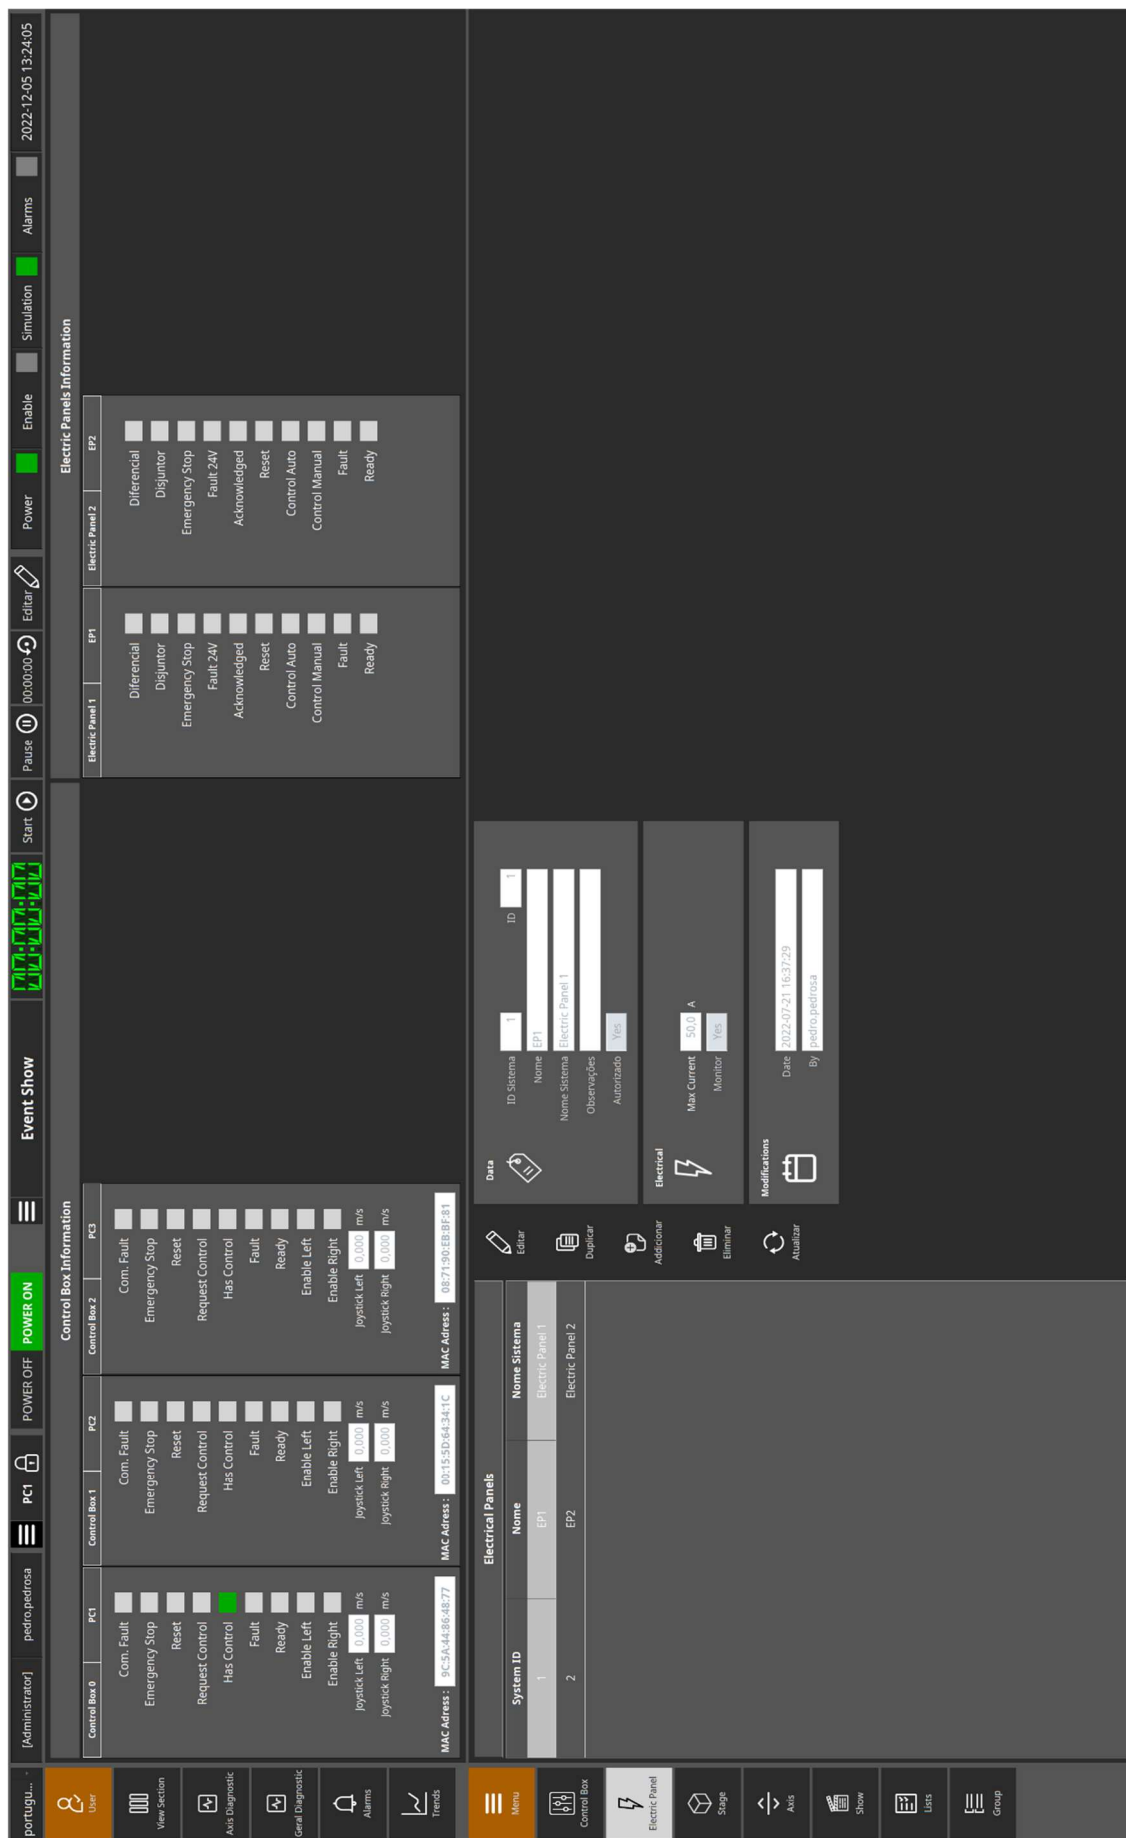 portugu...
[Administrator]
pedro.pedrosa
PC1
POWER OFF
POWER ON
Event Show
Start
Pause
00:00:00
Editar
Power
Enable
Simulation
Alarms
2022-12-05 13:24:05
User
View Section
Axis Diagnostic
Geral Diagnostic
Alarms
Trends
Control Box Information
Control Box 0 PC1
Com. Fault
Emergency Stop
Reset
Request Control
Has Control
Fault
Ready
Enable Left
Enable Right
Joystick Left 0,000 m/s
Joystick Right 0,000 m/s
MAC Adress : 9C:5A:44:86:48:77
Control Box 1 PC2
Com. Fault
Emergency Stop
Reset
Request Control
Has Control
Fault
Ready
Enable Left
Enable Right
Joystick Left 0,000 m/s
Joystick Right 0,000 m/s
MAC Adress : 00:15:5D:64:34:1C
Control Box 2 PC3
Com. Fault
Emergency Stop
Reset
Request Control
Has Control
Fault
Ready
Enable Left
Enable Right
Joystick Left 0,000 m/s
Joystick Right 0,000 m/s
MAC Adress : 08:71:90:EB:BF:81
Electric Panels Information
Electric Panel 1 EP1
Diferencial
Disjuntor
Emergency Stop
Fault 24V
Acknowledged
Reset
Control Auto
Control Manual
Fault
Ready
Electric Panel 2 EP2
Diferencial
Disjuntor
Emergency Stop
Fault 24V
Acknowledged
Reset
Control Auto
Control Manual
Fault
Ready
Menu
Control Box
Electric Panel
Stage
Axis
Show
Lists
Group
Electrical Panels
System ID Nome Nome Sistema
1 EP1 Electric Panel 1
2 EP2 Electric Panel 2
Editar
Duplicar
Addicionar
Eliminar
Atualizar
Data
ID Sistema 1 ID 1
Nome EP1
Nome Sistema Electric Panel 1
Observações
Autorizado Yes
Electrical
Max Current 50,0 A
Monitor Yes
Modifications
Date 2022-07-21 16:37:29
By pedro.pedrosa